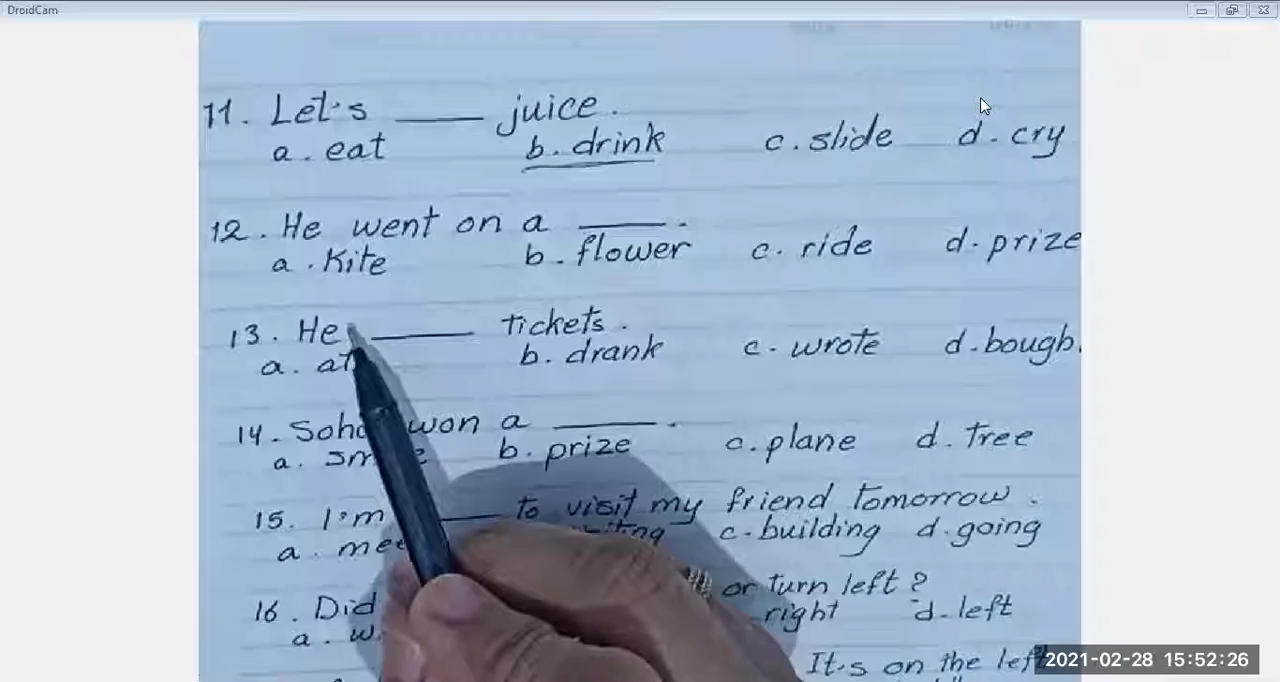 DroidCam
11. Let's ____ juice.
a. eat b. drink c. slide d. cry
12. He went on a ____.
a. Kite b. flower c. ride d. prize
13. He ____ tickets.
a. b. drank c. wrote d. bough
14. won a ____.
a. b. prize c. plane d. Tree
15. I'm ____ to visit my friend tomorrow.
a. c. building d. going
16. Did or turn left?
a. right d. left
It's on the left
2021-02-28 15:52:26